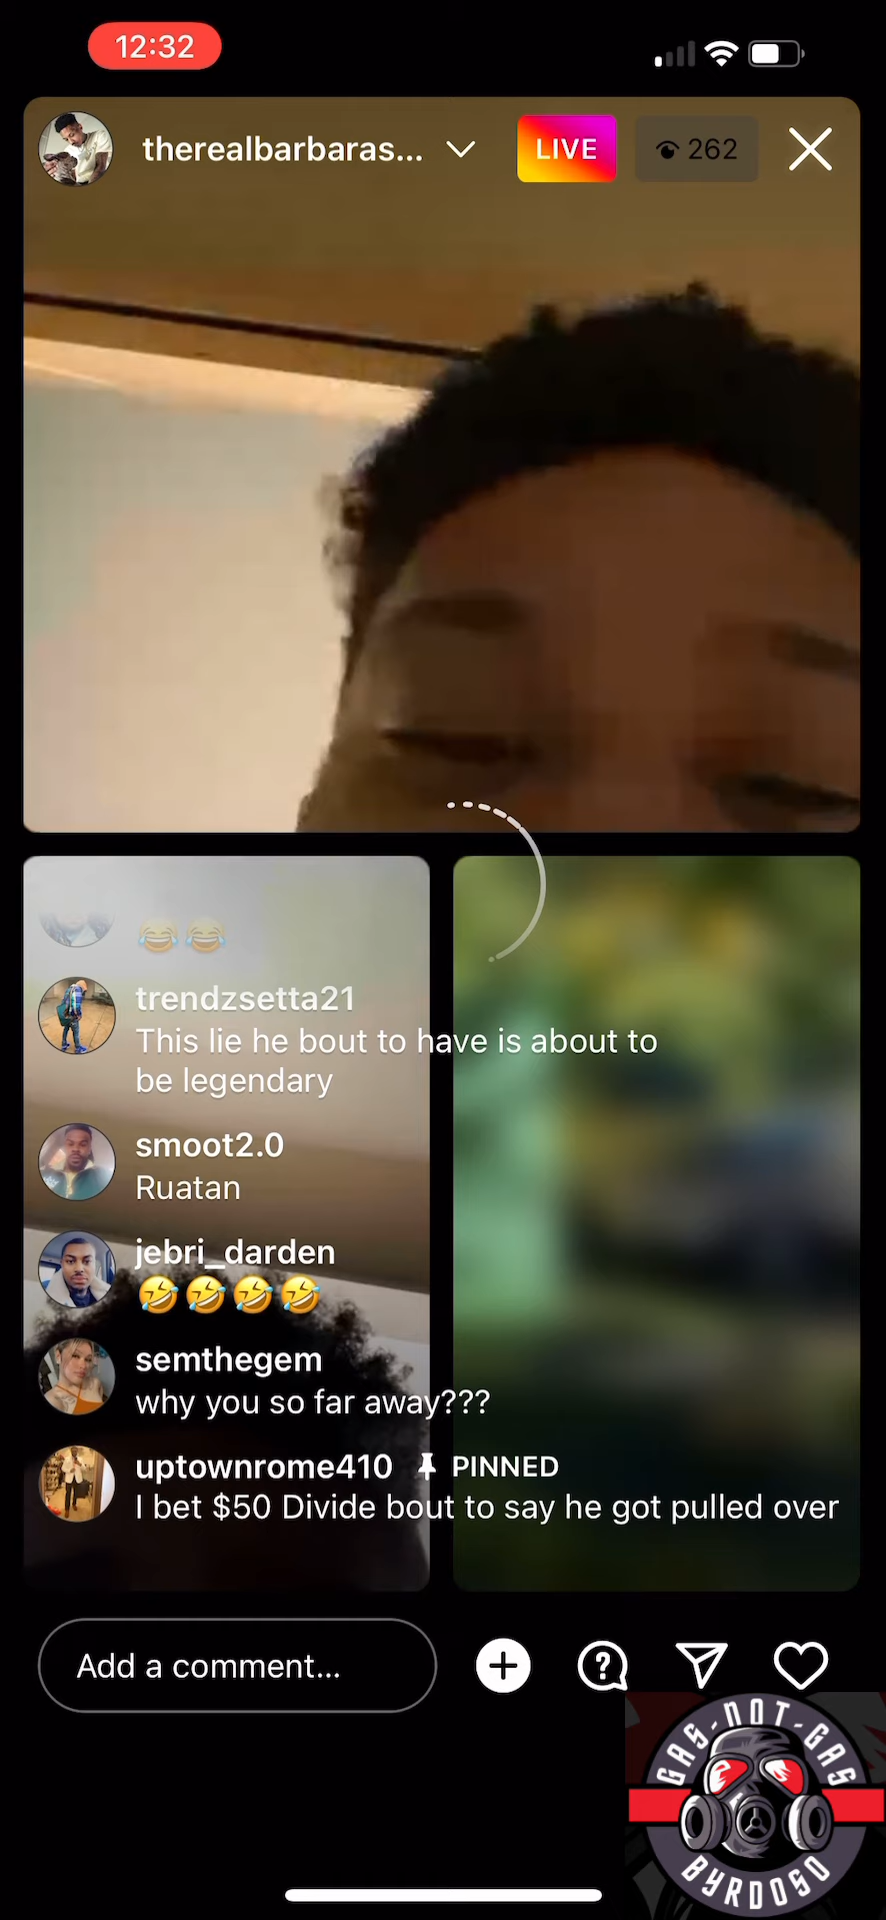 12:32
therealbarbaras...
LIVE
262
😂😂
trendzsetta21
This lie he bout to have is about to
be legendary
smoot2.0
Ruatan
jebri_darden
🤣🤣🤣🤣
semthegem
why you so far away???
uptownrome410 PINNED
I bet $50 Divide bout to say he got pulled over
Add a comment...
GAS-NOT-GAS
BYRDOSO